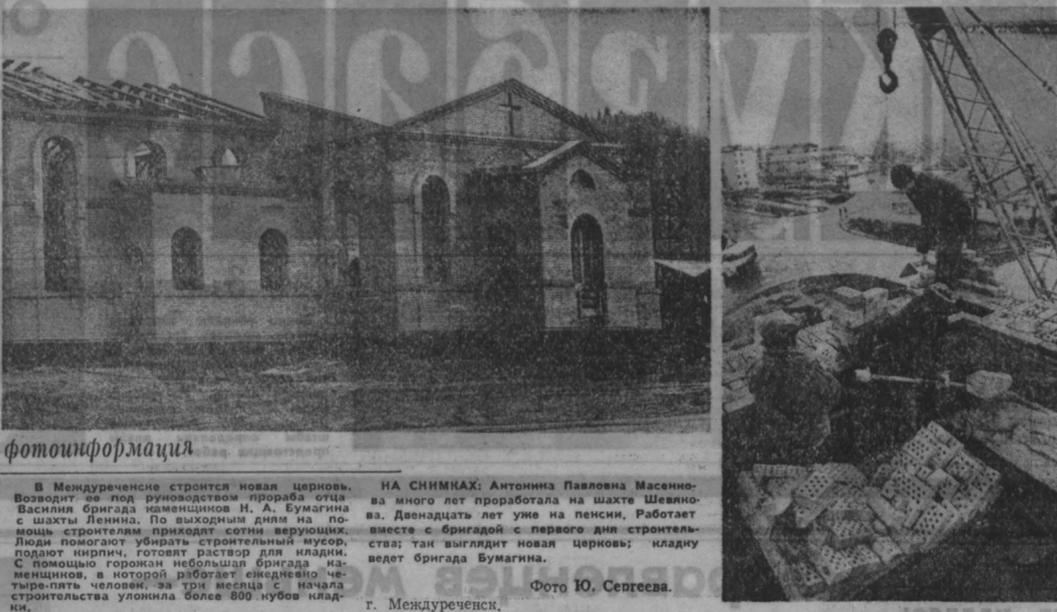 фотоинформация
В Междуреченске строится новая церковь.
Возводит ее под руководством прораба отца
Василия бригада каменщиков Н. А. Бумагина
с шахты Ленина. По выходным дням на по-
мощь строителям приходят сотни верующих.
Люди помогают убирать строительный мусор,
подают кирпич, готовят раствор для кладки.
С помощью горожан небольшая бригада ка-
менщиков, в которой работает ежедневно че-
тыре-пять человек, за три месяца с начала
строительства уложила более 800 кубов клад-
ки.
НА СНИМКАХ: Антонина Павловна Масенко-
ва много лет проработала на шахте Шевяко-
ва. Двенадцать лет уже на пенсии. Работает
вместе с бригадой с первого дня строитель-
ства; так выглядит новая церковь; кладку
ведет бригада Бумагина.
Фото Ю. Сергеева.
г. Междуреченск.